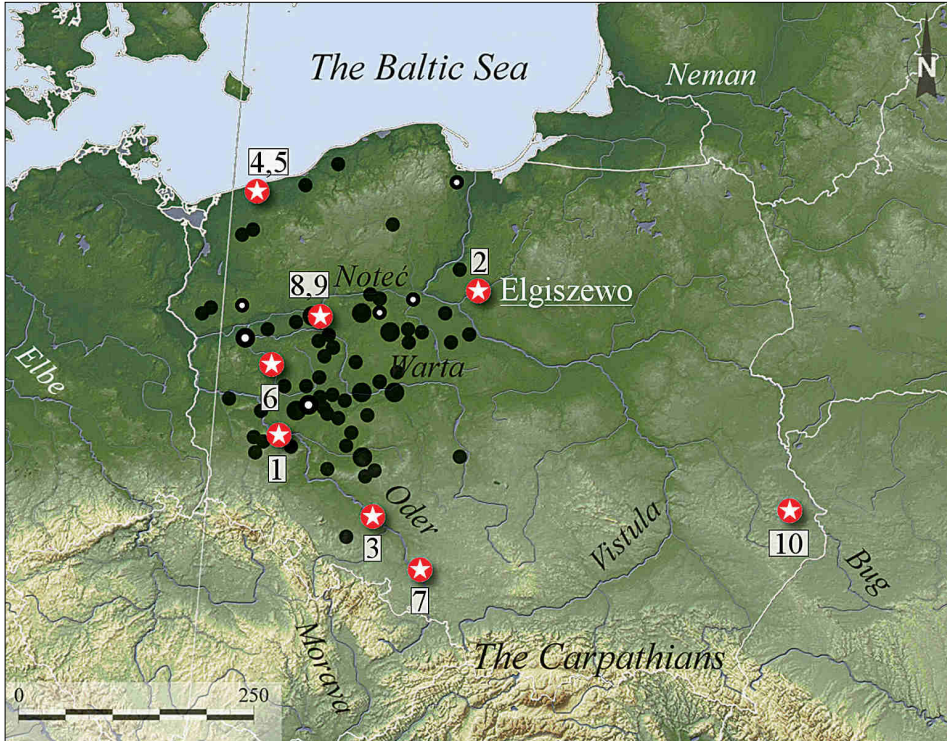 The Baltic Sea
Neman
N
4,5
2
Noteć
8,9
Elgiszewo
Elbe
Warta
6
1
Oder
3
Vistula
10
Bug
7
Morava
The Carpathians
0 250